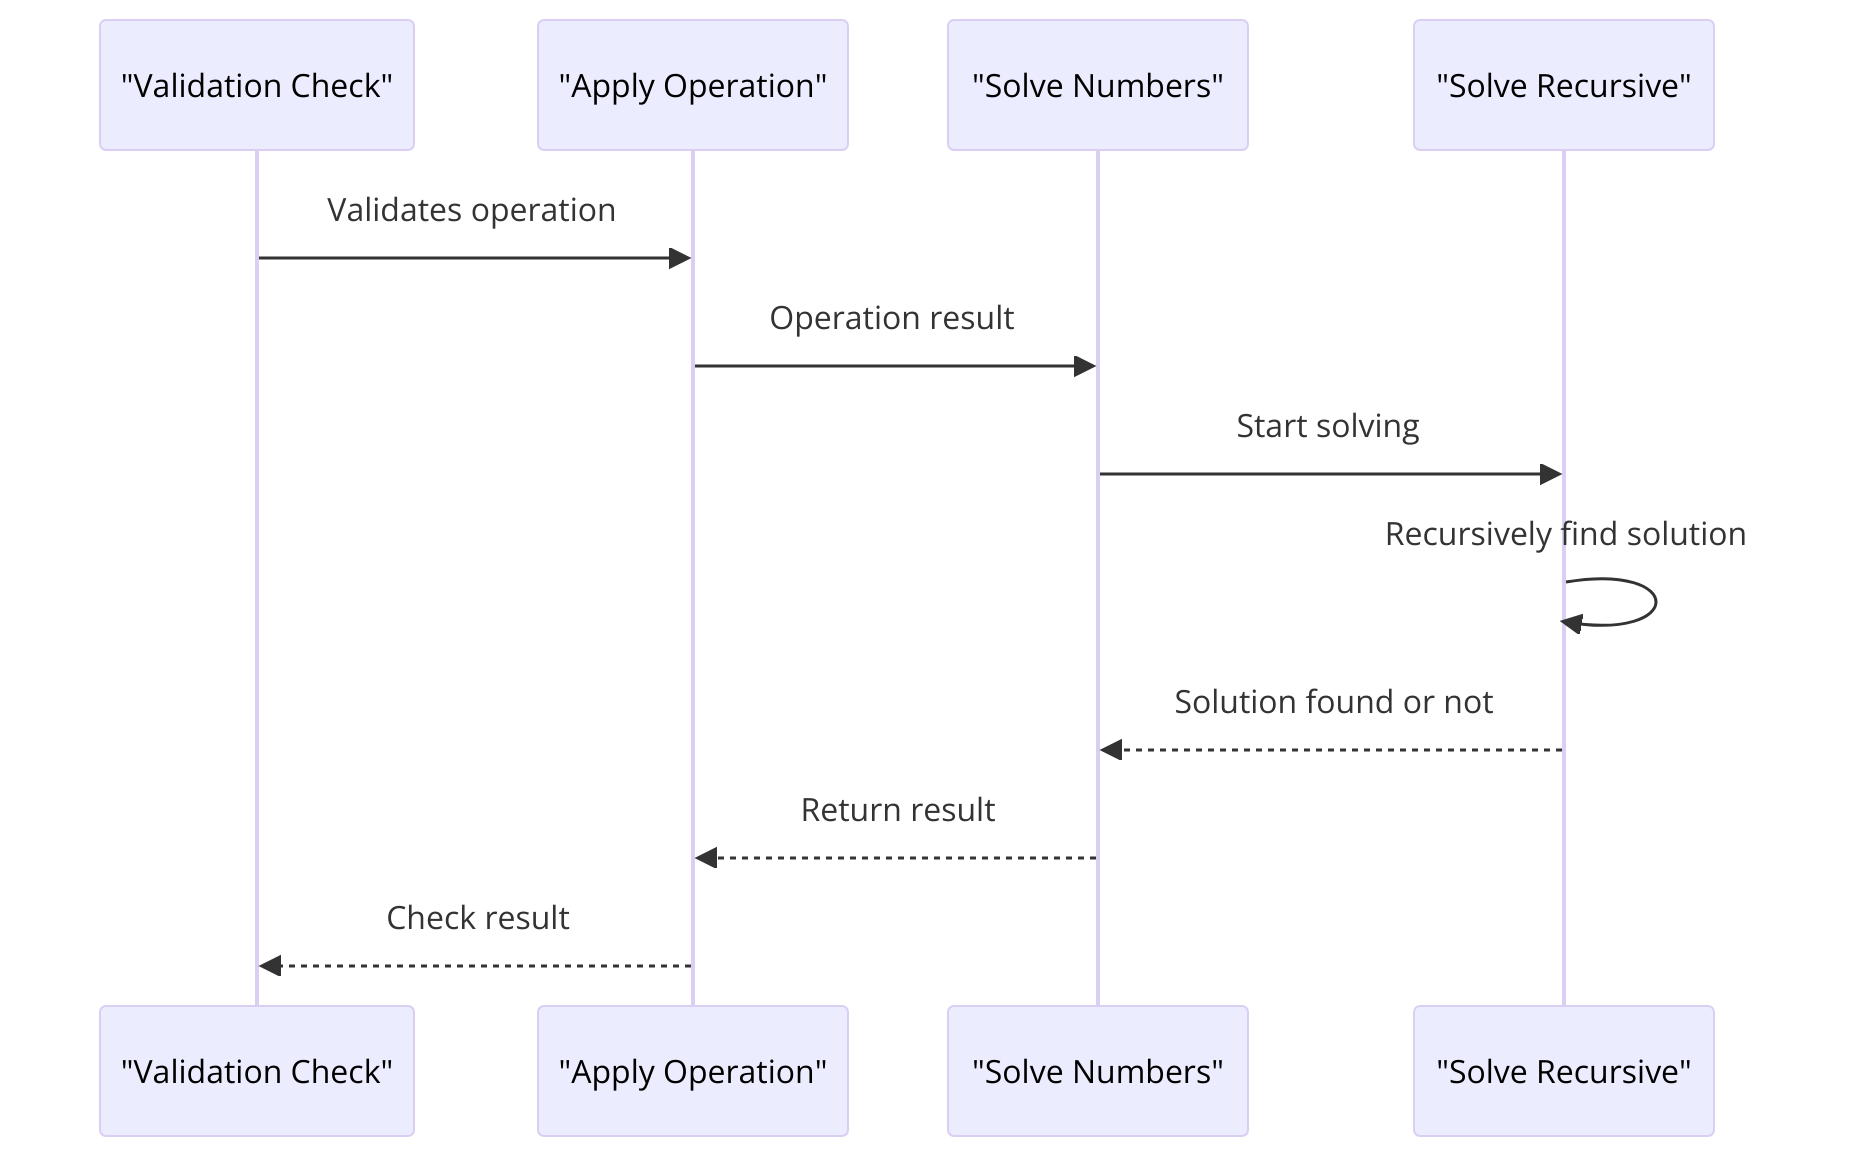 "Validation Check"
"Apply Operation"
"Solve Numbers"
"Solve Recursive"
Validates operation
Operation result
Start solving
Recursively find solution
Solution found or not
Return result
Check result
"Validation Check"
"Apply Operation"
"Solve Numbers"
"Solve Recursive"